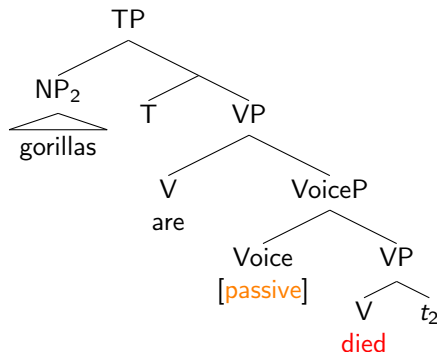 TP
NP₂
T VP
gorillas
V VoiceP
are
Voice VP
[passive] V t₂
died